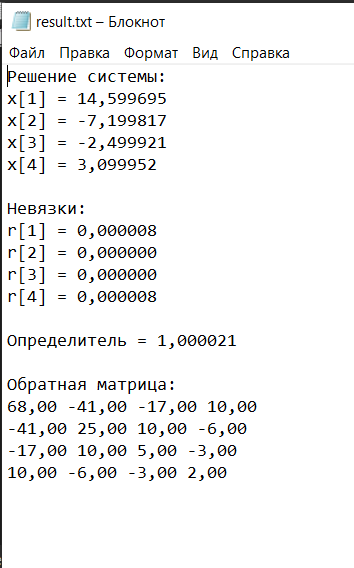 result.txt – Блокнот
Файл Правка Формат Вид Справка
Решение системы:
x[1] = 14,599695
x[2] = -7,199817
x[3] = -2,499921
x[4] = 3,099952
Невязки:
r[1] = 0,000008
r[2] = 0,000000
r[3] = 0,000000
r[4] = 0,000008
Определитель = 1,000021
Обратная матрица:
68,00 -41,00 -17,00 10,00
-41,00 25,00 10,00 -6,00
-17,00 10,00 5,00 -3,00
10,00 -6,00 -3,00 2,00